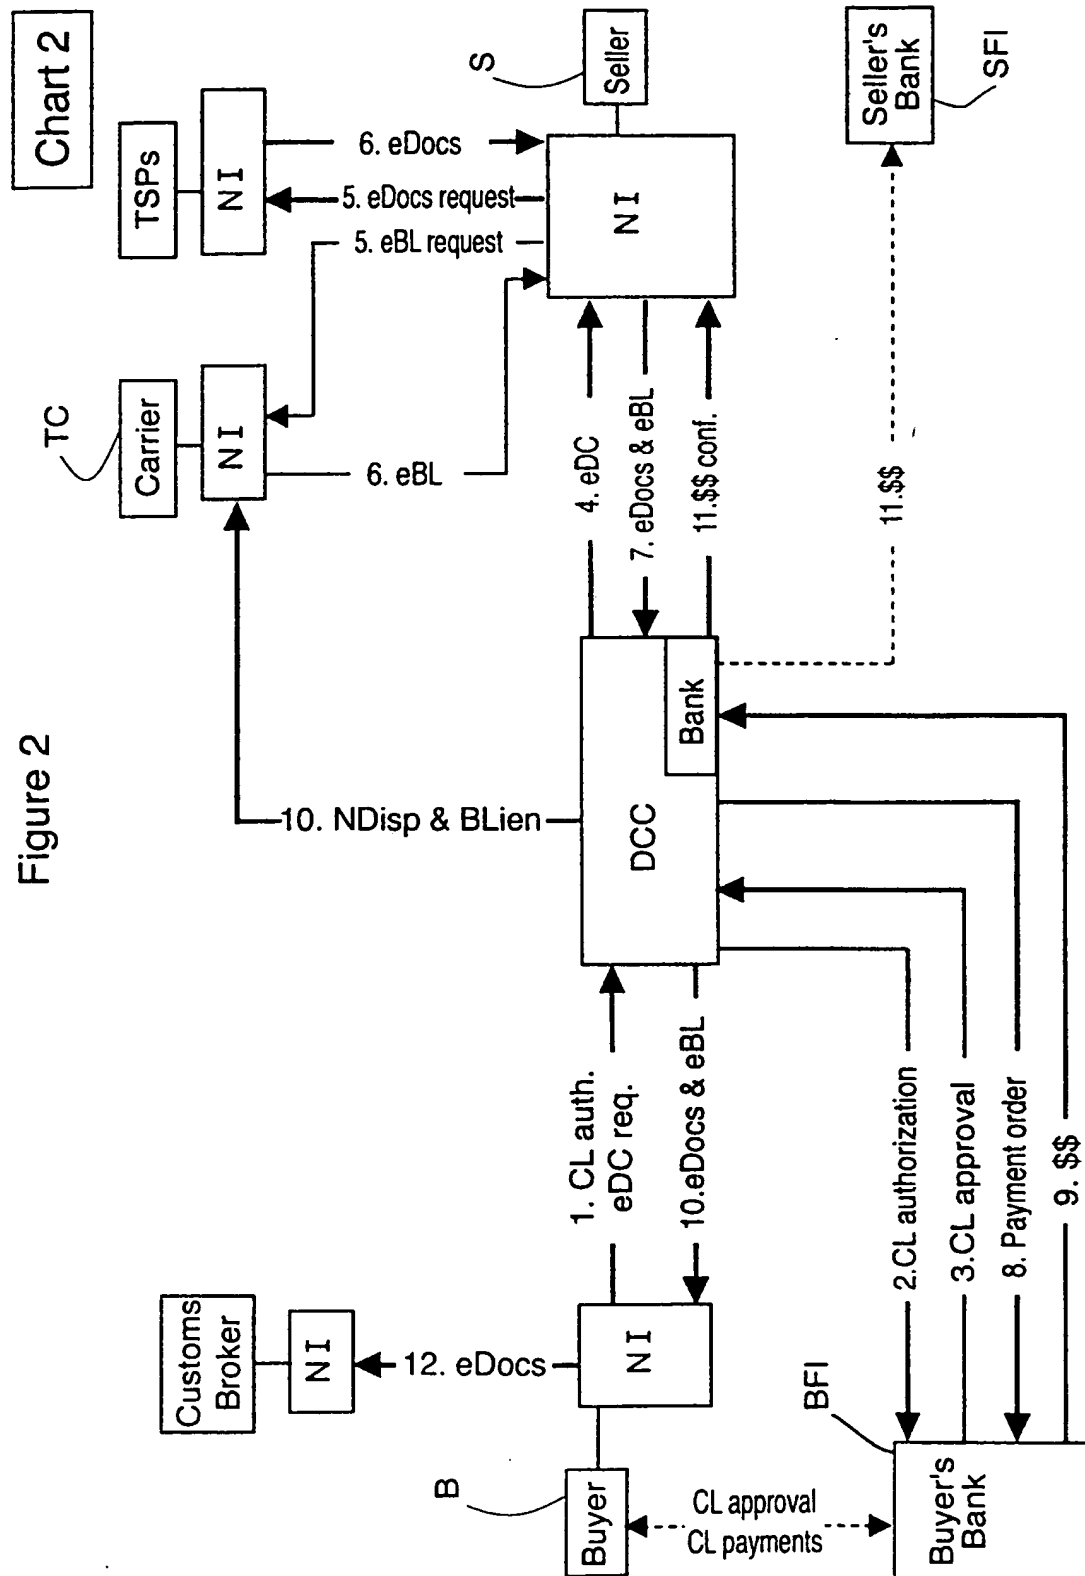 Figure 2
Chart 2
Customs
Broker
NI
12. eDocs
B
Buyer
NI
CL approval
CL payments
BFI
Buyer's
Bank
1. CL auth.
eDC req.
10.eDocs & eBL
2.CL authorization
3.CL approval
8. Payment order
9. $$
10. NDisp & BLien
DCC
Bank
TC
Carrier
NI
6. eBL
TSPs
NI
6. eDocs
5. eDocs request
5. eBL request
4. eDC
7. eDocs & eBL
11.$$ conf.
11.$$
NI
S
Seller
Seller's
Bank
SFI